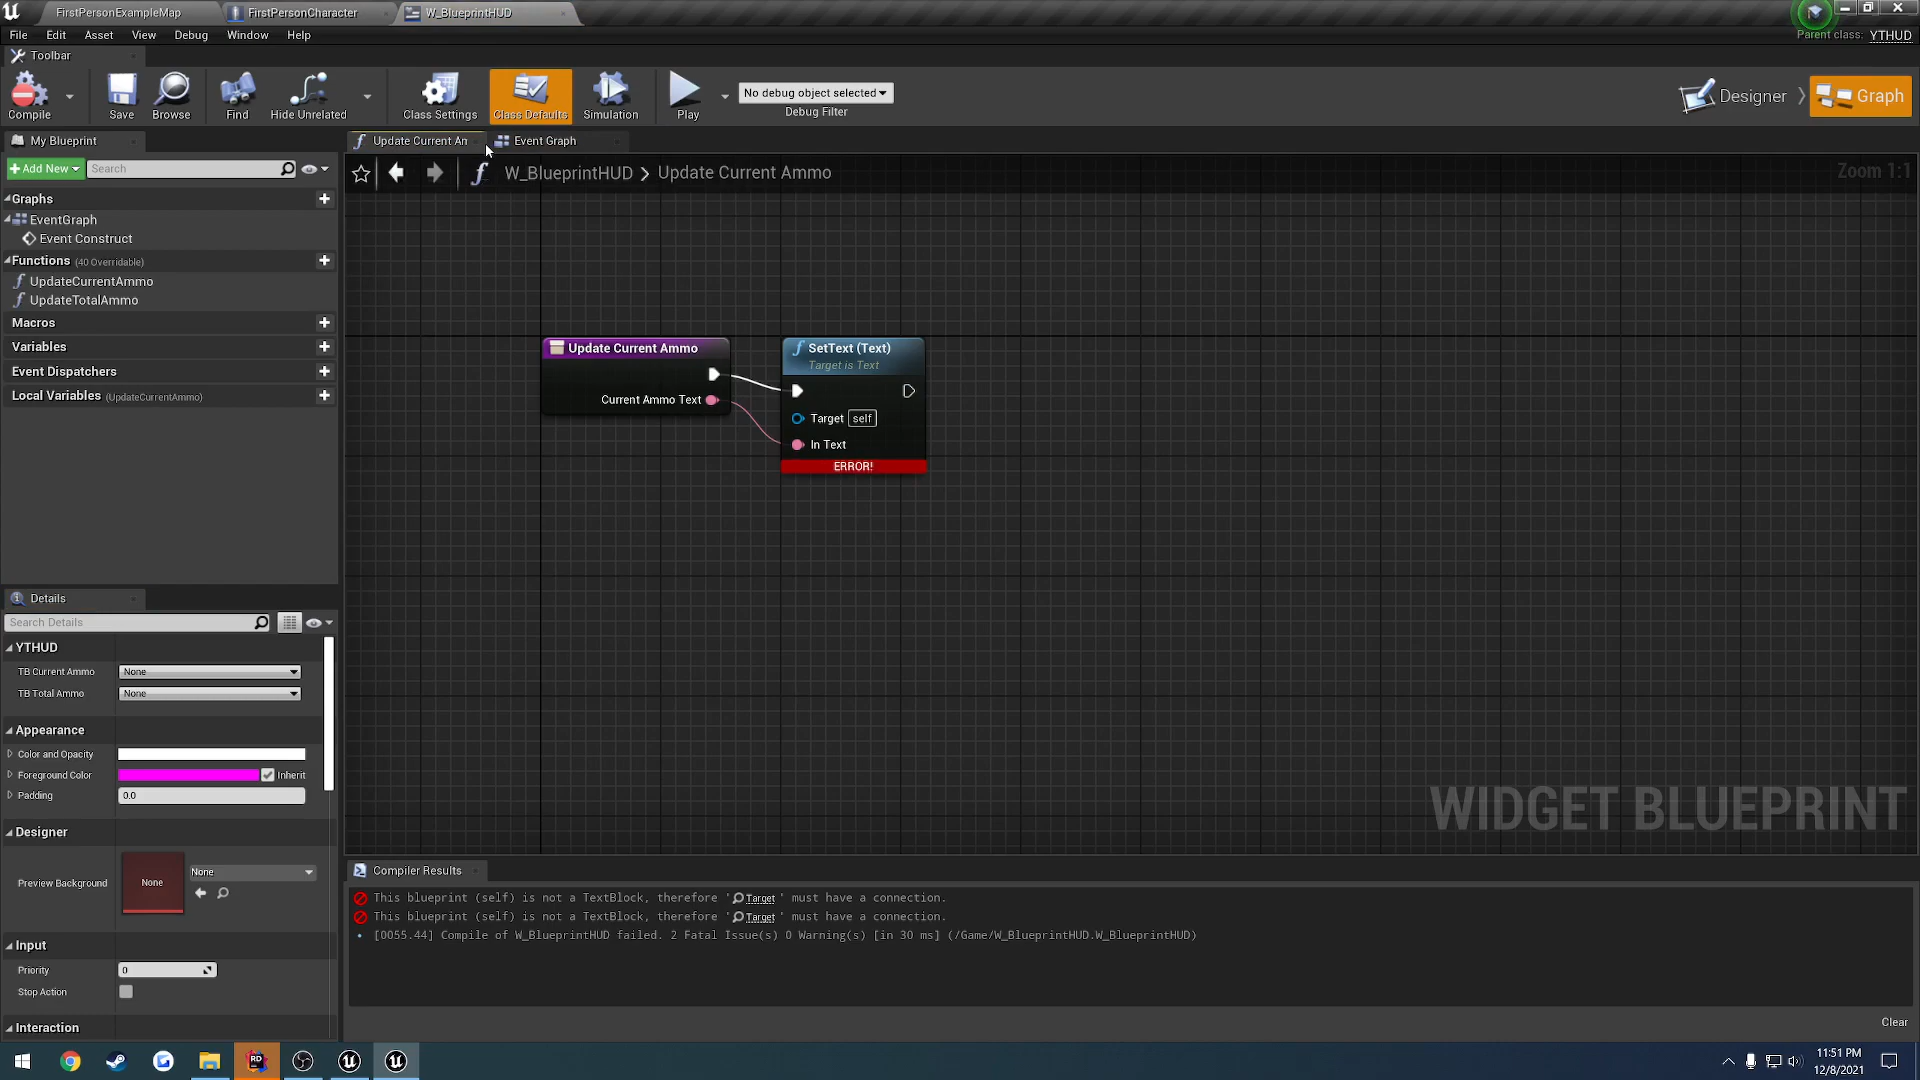 FirstPersonExampleMap
FirstPersonCharacter
W_BlueprintHUD
File Edit Asset View Debug Window Help
Parent class: YTHUD
Toolbar
Compile
Save
Browse
Find
Hide Unrelated
Class Settings
Class Defaults
Simulation
Play
No debug object selected
Debug Filter
Designer
Graph
My Blueprint
Update Current An
Event Graph
Add New
Search
W_BlueprintHUD > Update Current Ammo
Zoom 1:1
Graphs
EventGraph
Event Construct
Functions (40 Overridable)
UpdateCurrentAmmo
UpdateTotalAmmo
Macros
Variables
Event Dispatchers
Local Variables (UpdateCurrentAmmo)
Update Current Ammo
Current Ammo Text
SetText (Text)
Target is Text
Target self
In Text
ERROR!
Details
Search Details
YTHUD
TB Current Ammo None
TB Total Ammo None
Appearance
Color and Opacity
Foreground Color Inherit
Padding 0.0
Designer
Preview Background None None
Input
Priority 0
Stop Action
Interaction
WIDGET BLUEPRINT
Compiler Results
This blueprint (self) is not a TextBlock, therefore ' Target ' must have a connection.
This blueprint (self) is not a TextBlock, therefore ' Target ' must have a connection.
[0055.44] Compile of W_BlueprintHUD failed. 2 Fatal Issue(s) 0 Warning(s) [in 30 ms] (/Game/W_BlueprintHUD.W_BlueprintHUD)
Clear
RD
11:51 PM
12/8/2021